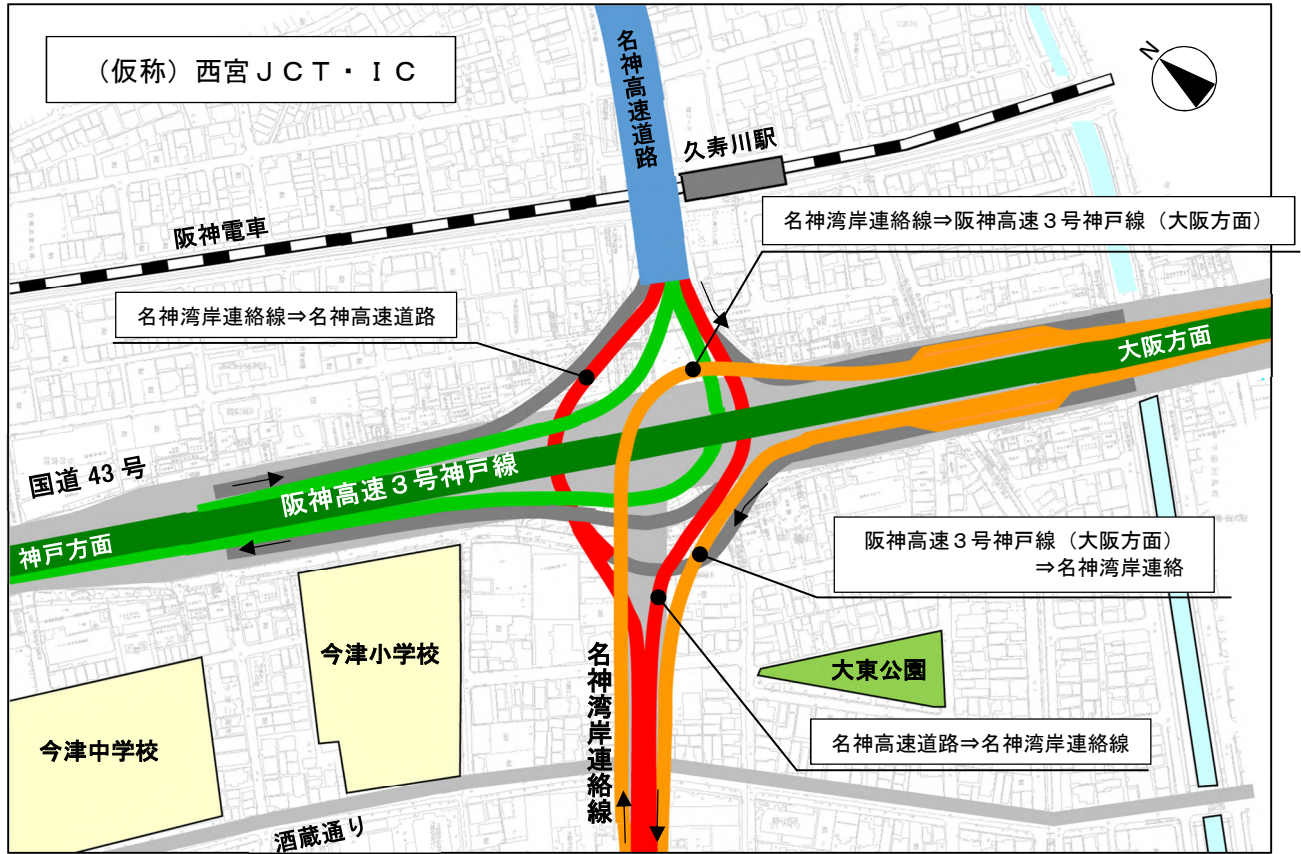 （仮称）西宮ＪＣＴ・ＩＣ
名神高速道路
N
久寿川駅
阪神電車
名神湾岸連絡線⇒阪神高速３号神戸線（大阪方面）
名神湾岸連絡線⇒名神高速道路
大阪方面
国道 43 号
阪神高速３号神戸線
神戸方面
阪神高速３号神戸線（大阪方面）
⇒名神湾岸連絡
今津小学校
大東公園
名神湾岸連絡線
今津中学校
名神高速道路⇒名神湾岸連絡線
酒蔵通り